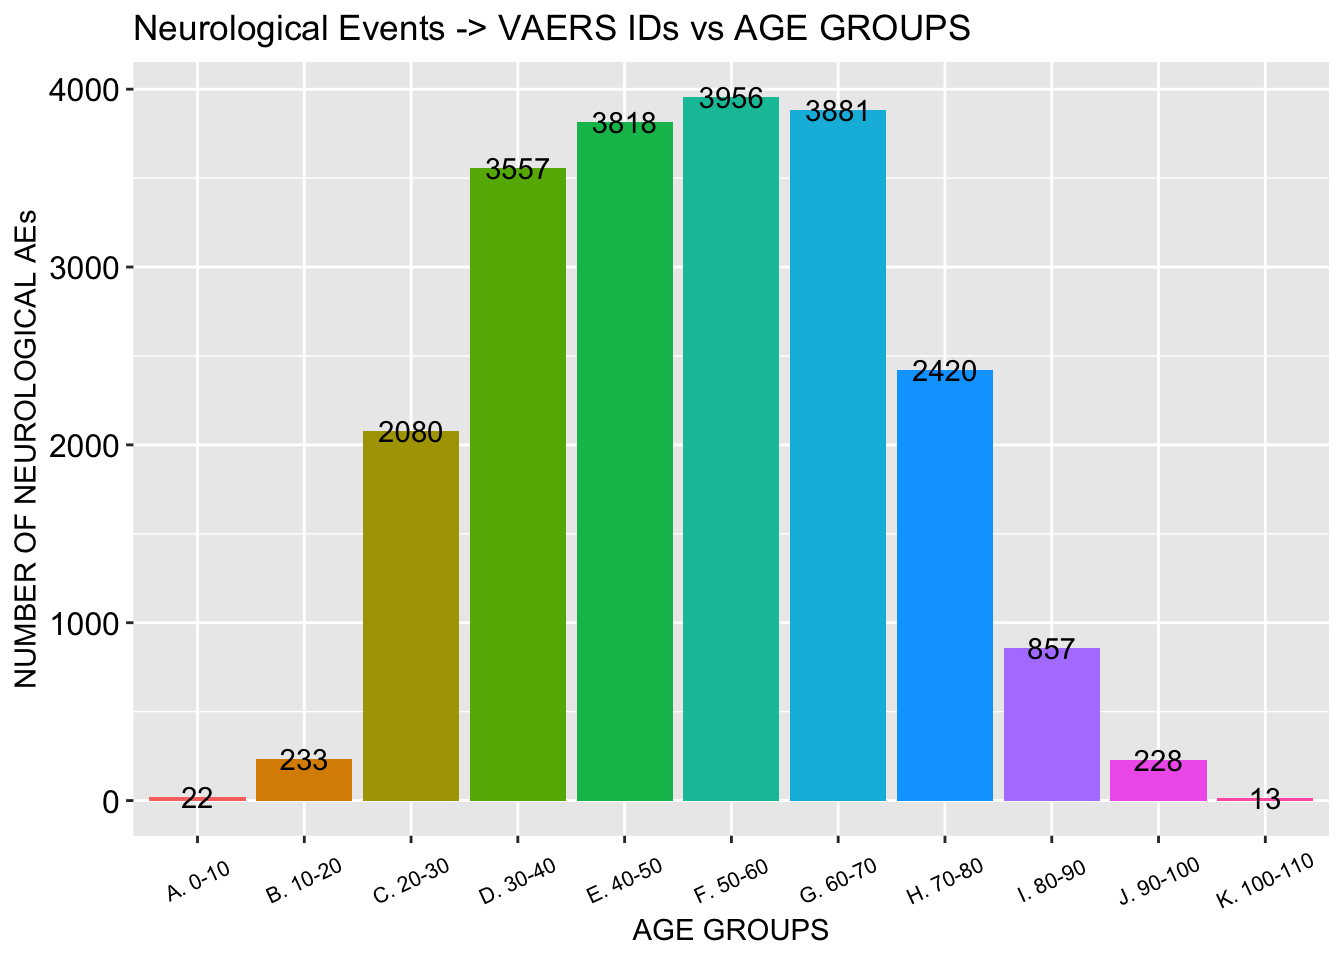 Neurological Events -> VAERS IDs vs AGE GROUPS
NUMBER OF NEUROLOGICAL AEs
4000
3000
2000
1000
0
22
233
2080
3557
3818
3956
3881
2420
857
228
13
A. 0-10
B. 10-20
C. 20-30
D. 30-40
E. 40-50
F. 50-60
G. 60-70
H. 70-80
I. 80-90
J. 90-100
K. 100-110
AGE GROUPS